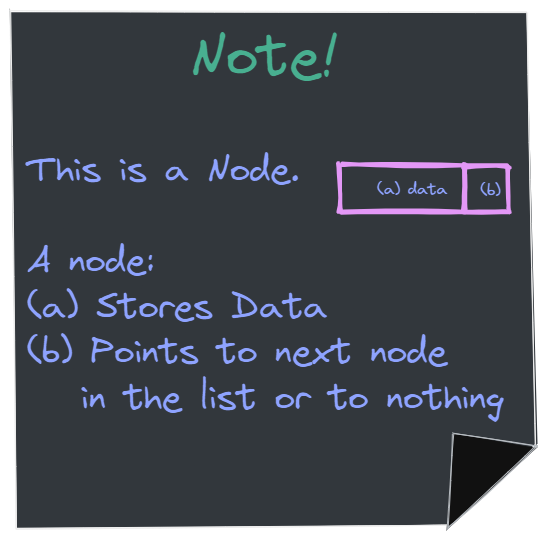 Note!
This is a Node.
(a) data (b)
A node:
(a) Stores Data
(b) Points to next node
in the list or to nothing